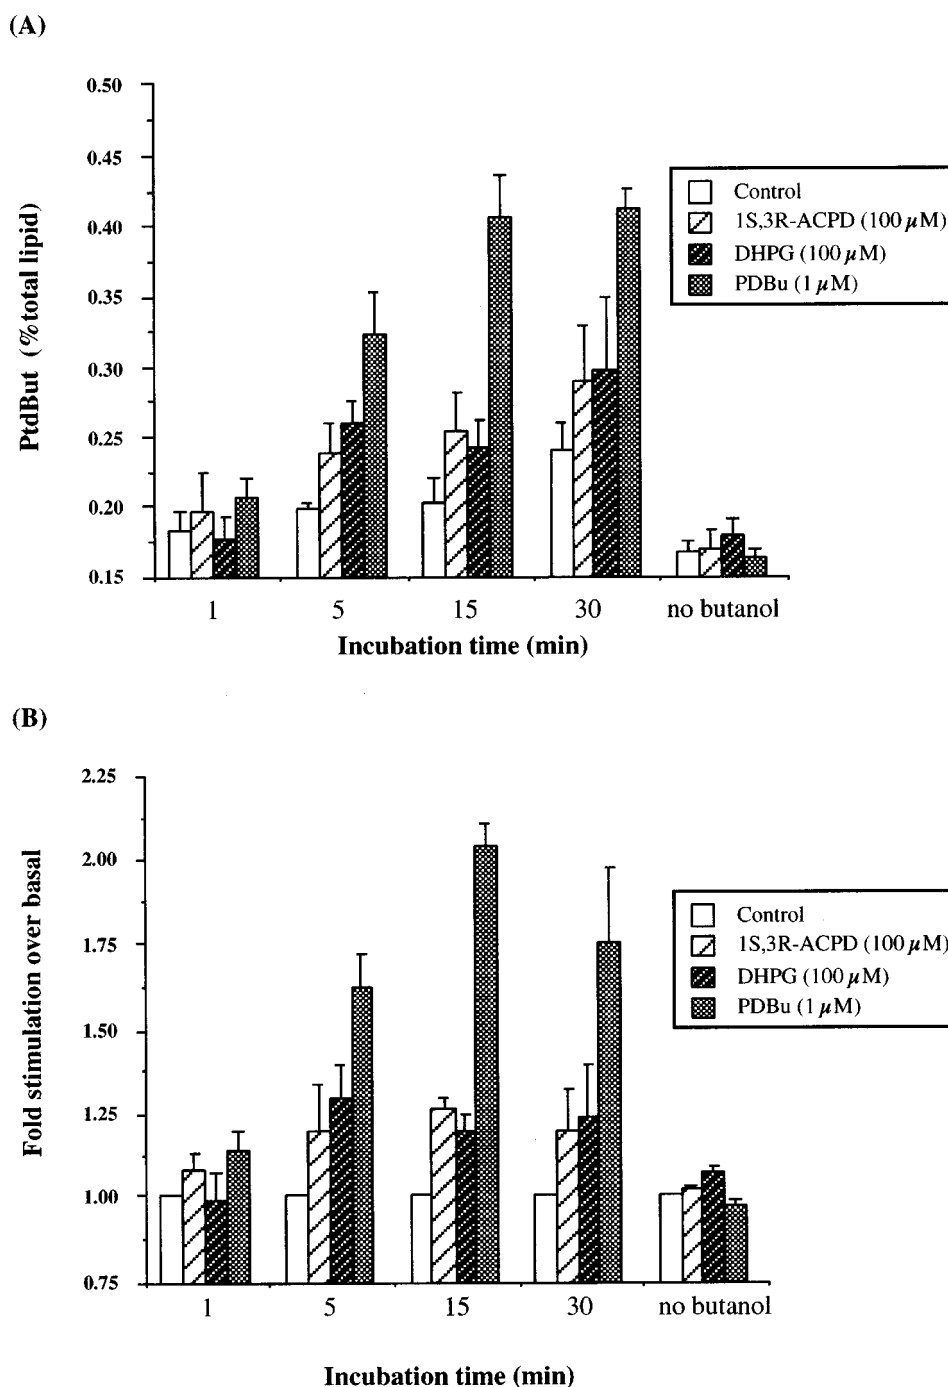 (A)
PtdBut (%total lipid)
0.50
0.45
0.40
0.35
0.30
0.25
0.20
0.15
Control
1S,3R-ACPD (100 μM)
DHPG (100 μM)
PDBu (1 μM)
1 5 15 30 no butanol
Incubation time (min)
(B)
Fold stimulation over basal
2.25
2.00
1.75
1.50
1.25
1.00
0.75
Control
1S,3R-ACPD (100 μM)
DHPG (100 μM)
PDBu (1 μM)
1 5 15 30 no butanol
Incubation time (min)